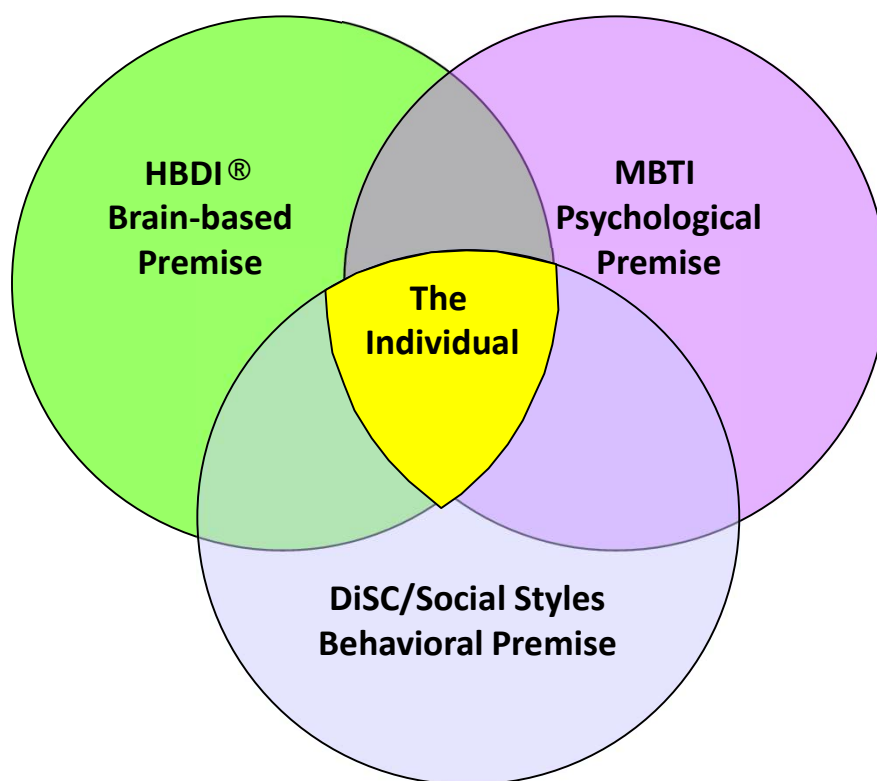 HBDI®
Brain-based
Premise
MBTI
Psychological
Premise
The
Individual
DiSC/Social Styles
Behavioral Premise